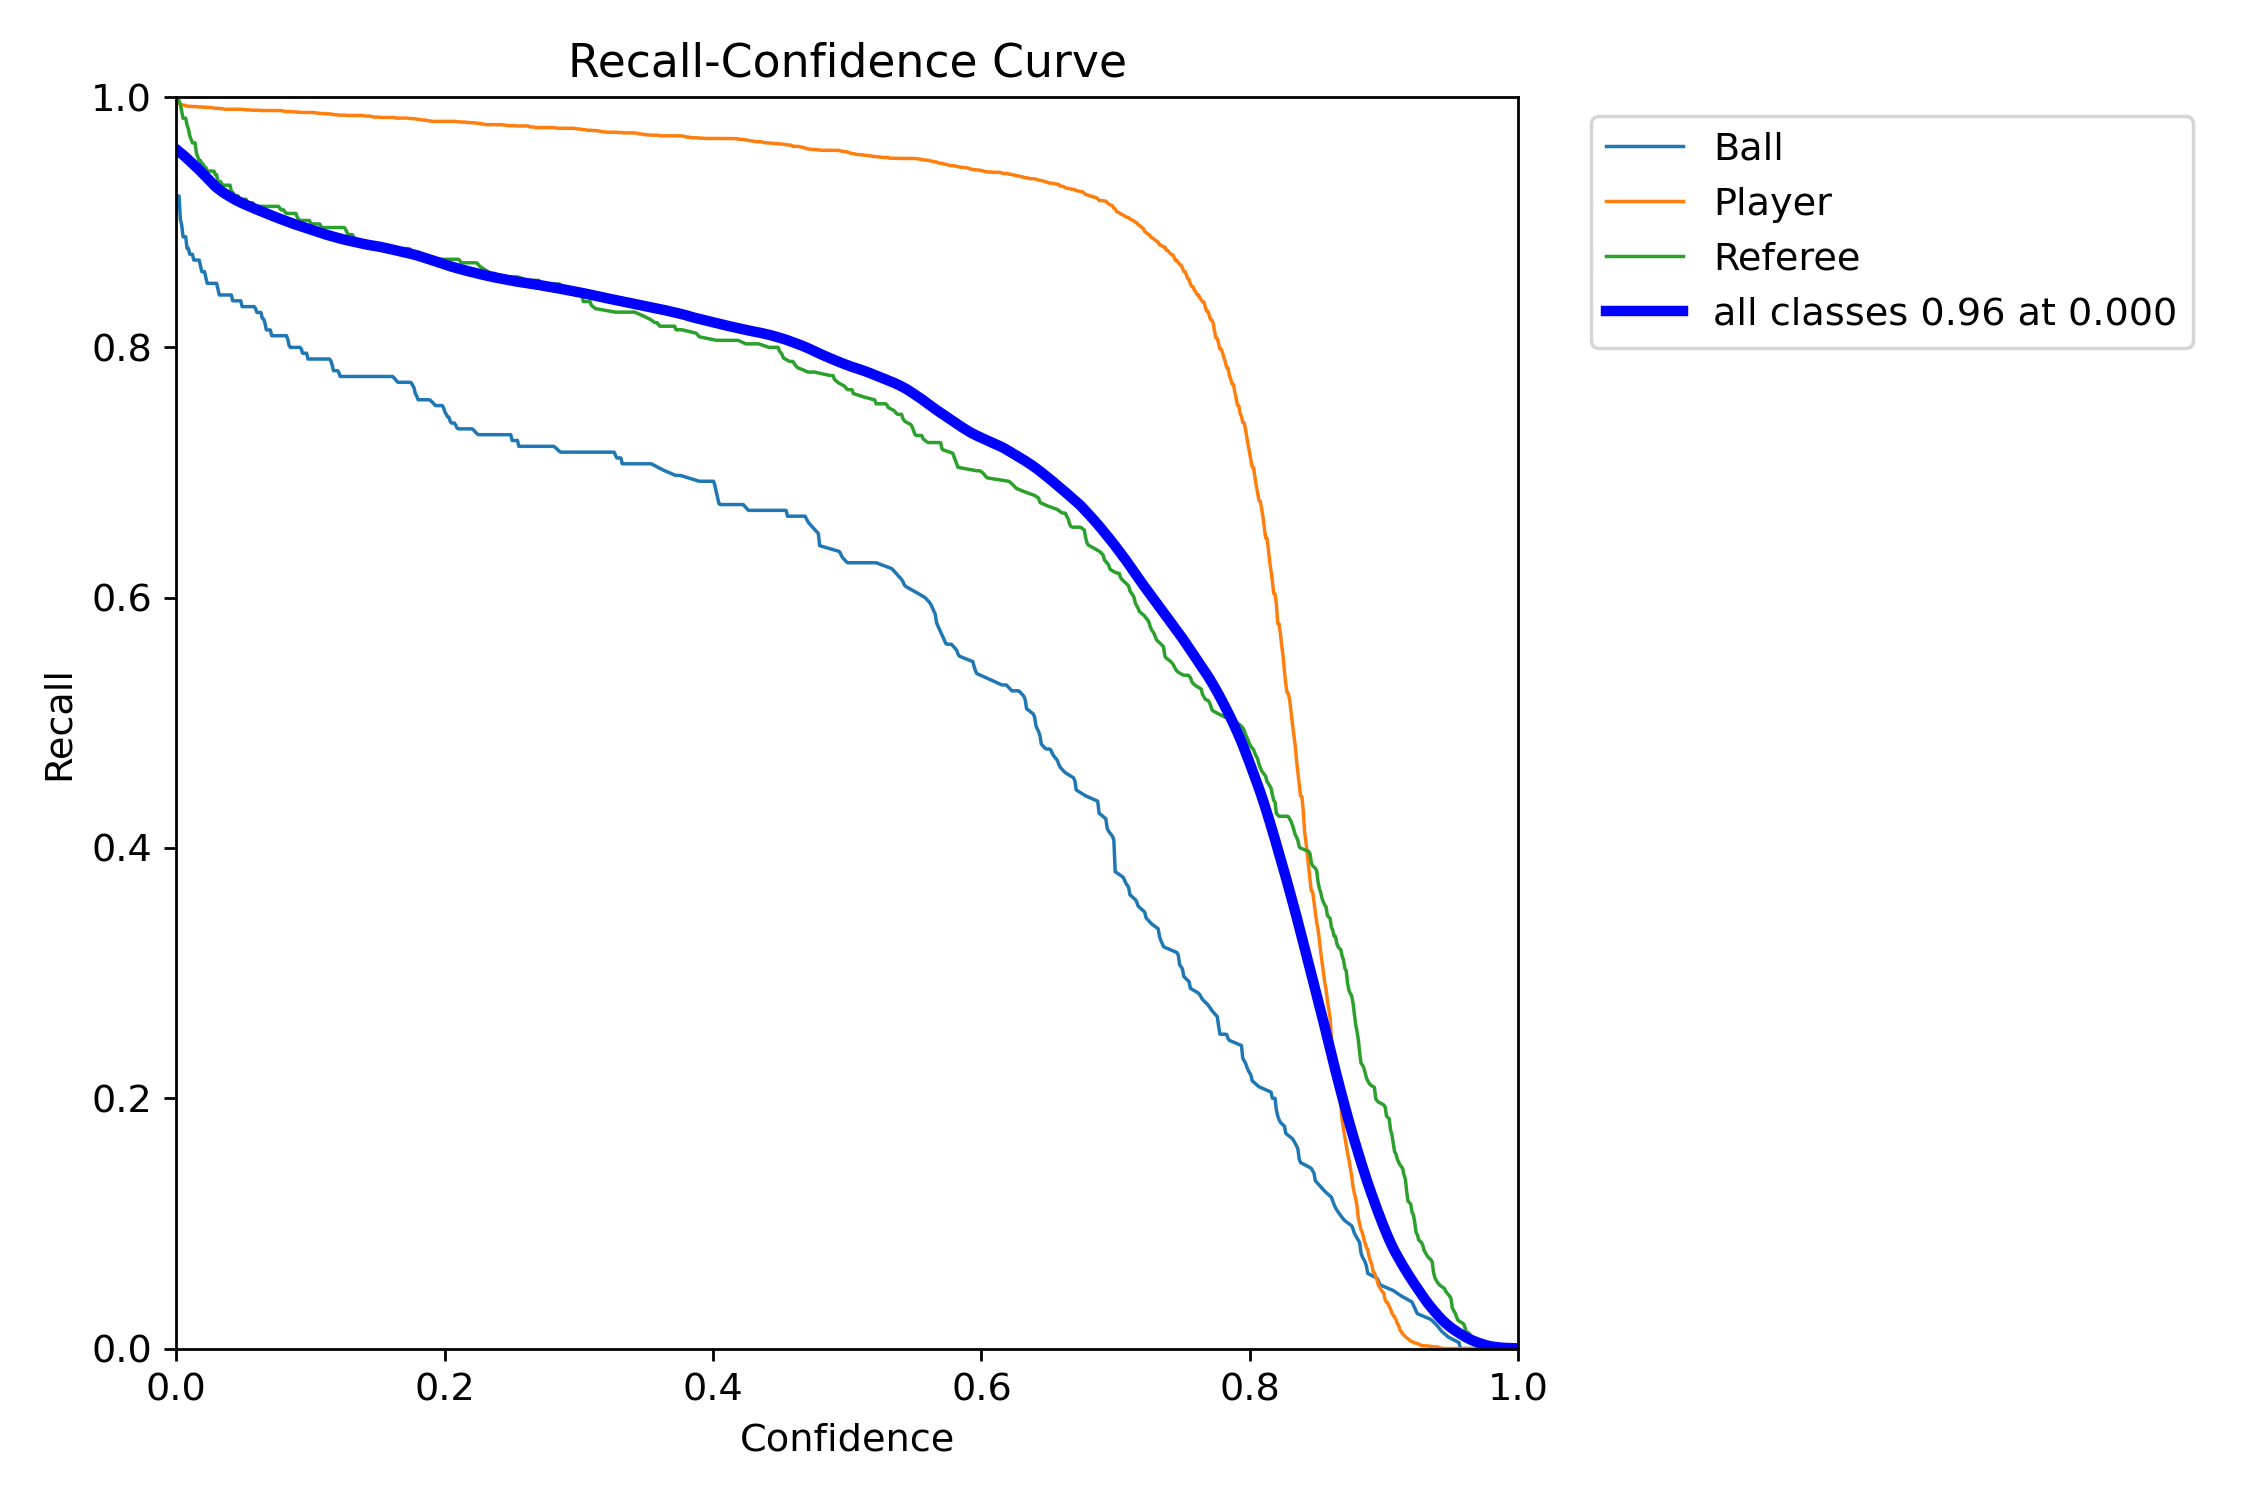 Recall-Confidence Curve
1.0
0.8
0.6
0.4
0.2
0.0
Recall
0.0 0.2 0.4 0.6 0.8 1.0
Confidence
Ball
Player
Referee
all classes 0.96 at 0.000